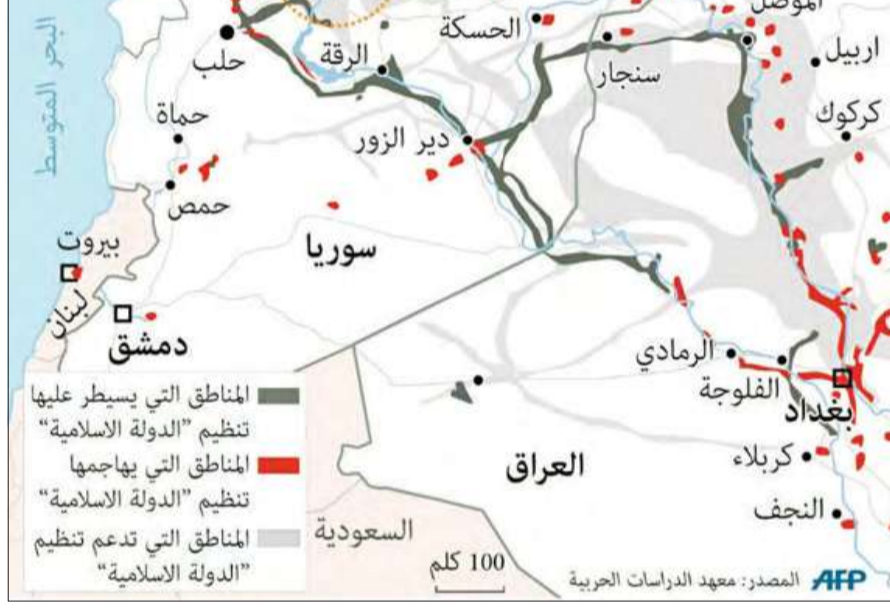 الموصل
البحر المتوسط
حلب
الرقة
الحسكة
سنجار
اربيل
كركوك
حماة
دير الزور
حمص
سوريا
بيروت
لبنان
دمشق
الرمادي
الفلوجة
بغداد
كربلاء
العراق
النجف
السعودية
المناطق التي يسيطر عليها
تنظيم "الدولة الاسلامية"
المناطق التي يهاجمها
تنظيم "الدولة الاسلامية"
المناطق التي تدعم تنظيم
"الدولة الاسلامية"
100 كلم
المصدر: معهد الدراسات الحربية AFP